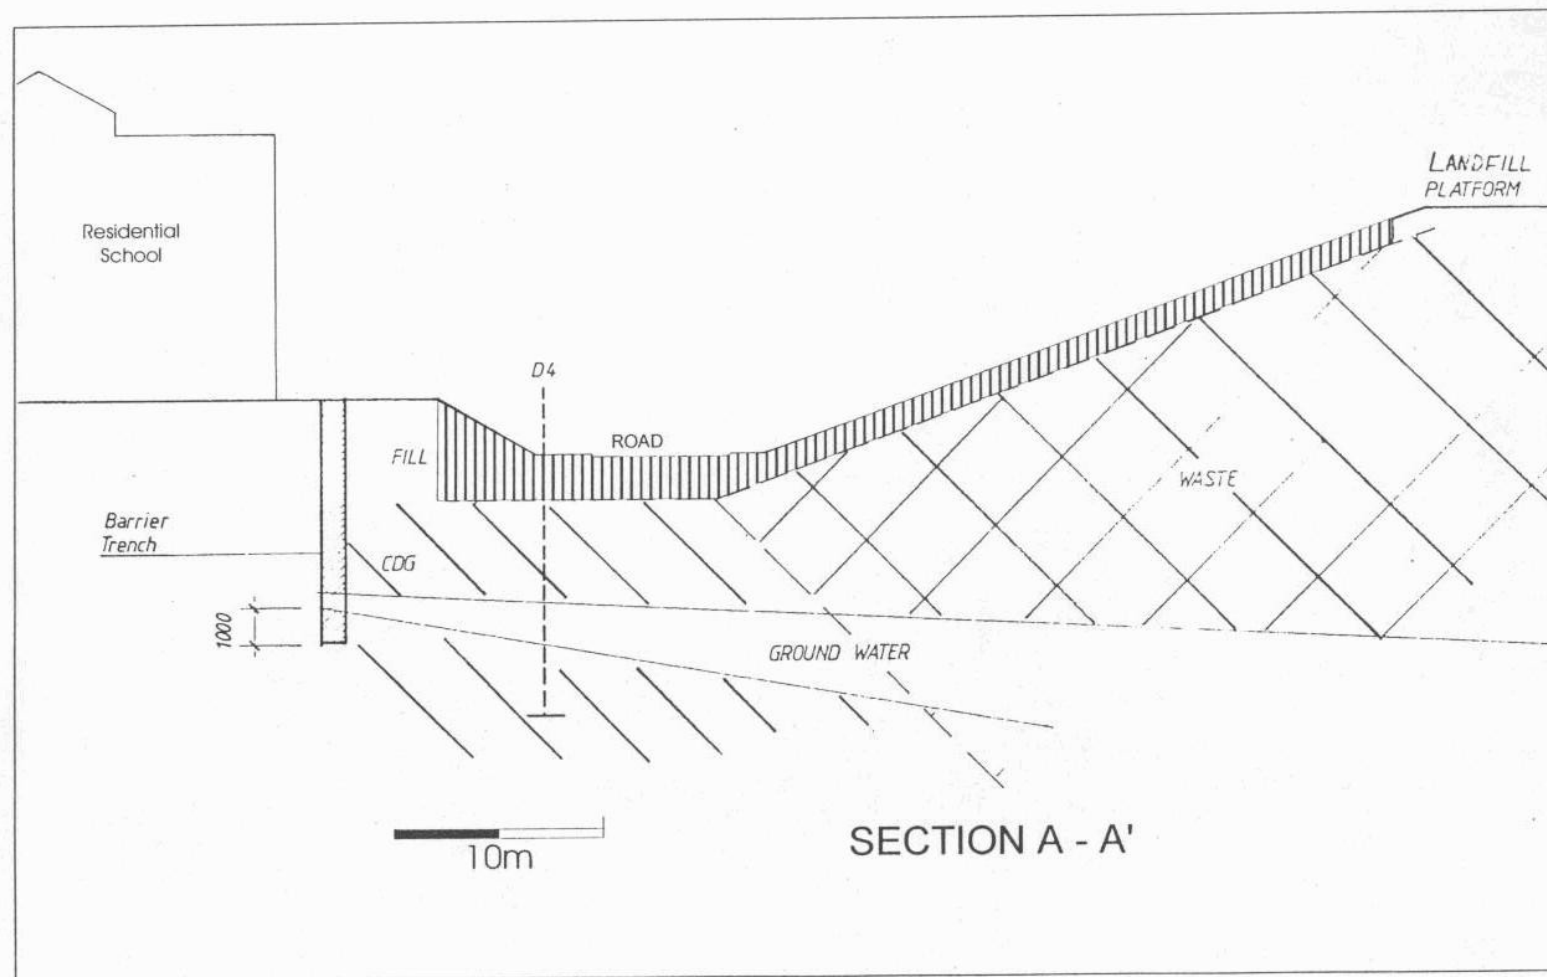 LANDFILL
PLATFORM
Residential
School
D4
ROAD
FILL
WASTE
Barrier
Trench
CDG
1000
GROUND WATER
10m
SECTION A - A'